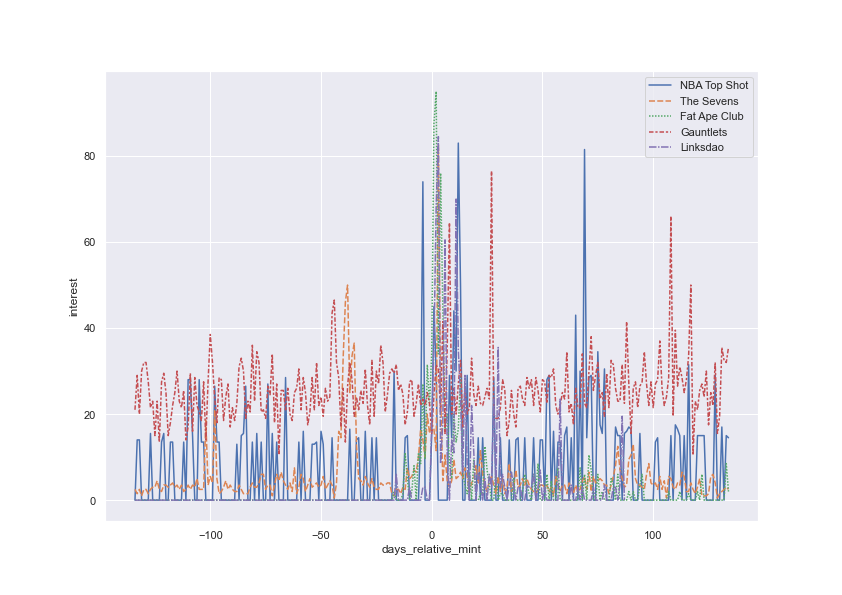 NBA Top Shot
The Sevens
Fat Ape Club
Gauntlets
Linksdao
80
60
40
20
0
interest
−100
−50
0
50
100
days_relative_mint